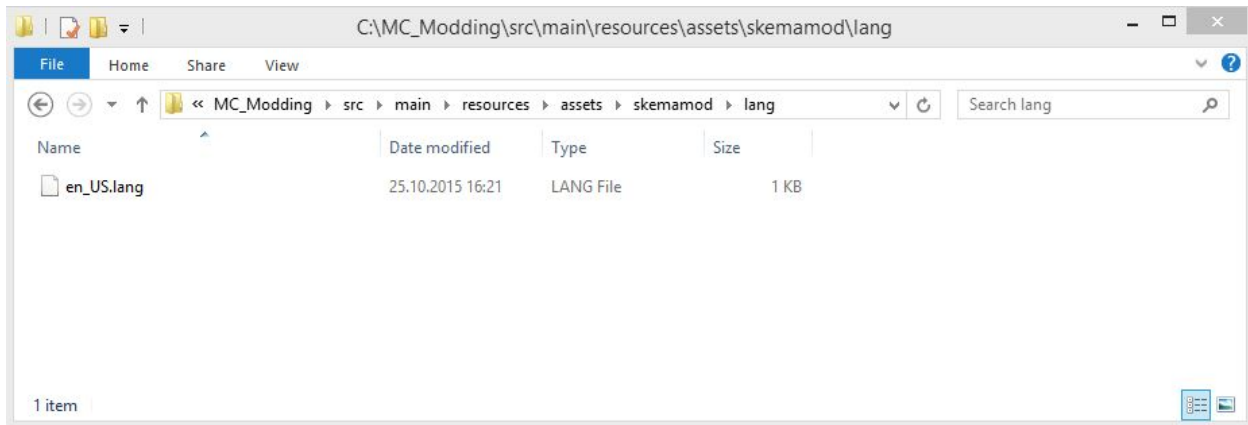 C:\MC_Modding\src\main\resources\assets\skemamod\lang
File Home Share View
« MC_Modding src main resources assets skemamod lang Search lang
Name Date modified Type Size
en_US.lang 25.10.2015 16:21 LANG File 1 KB
1 item